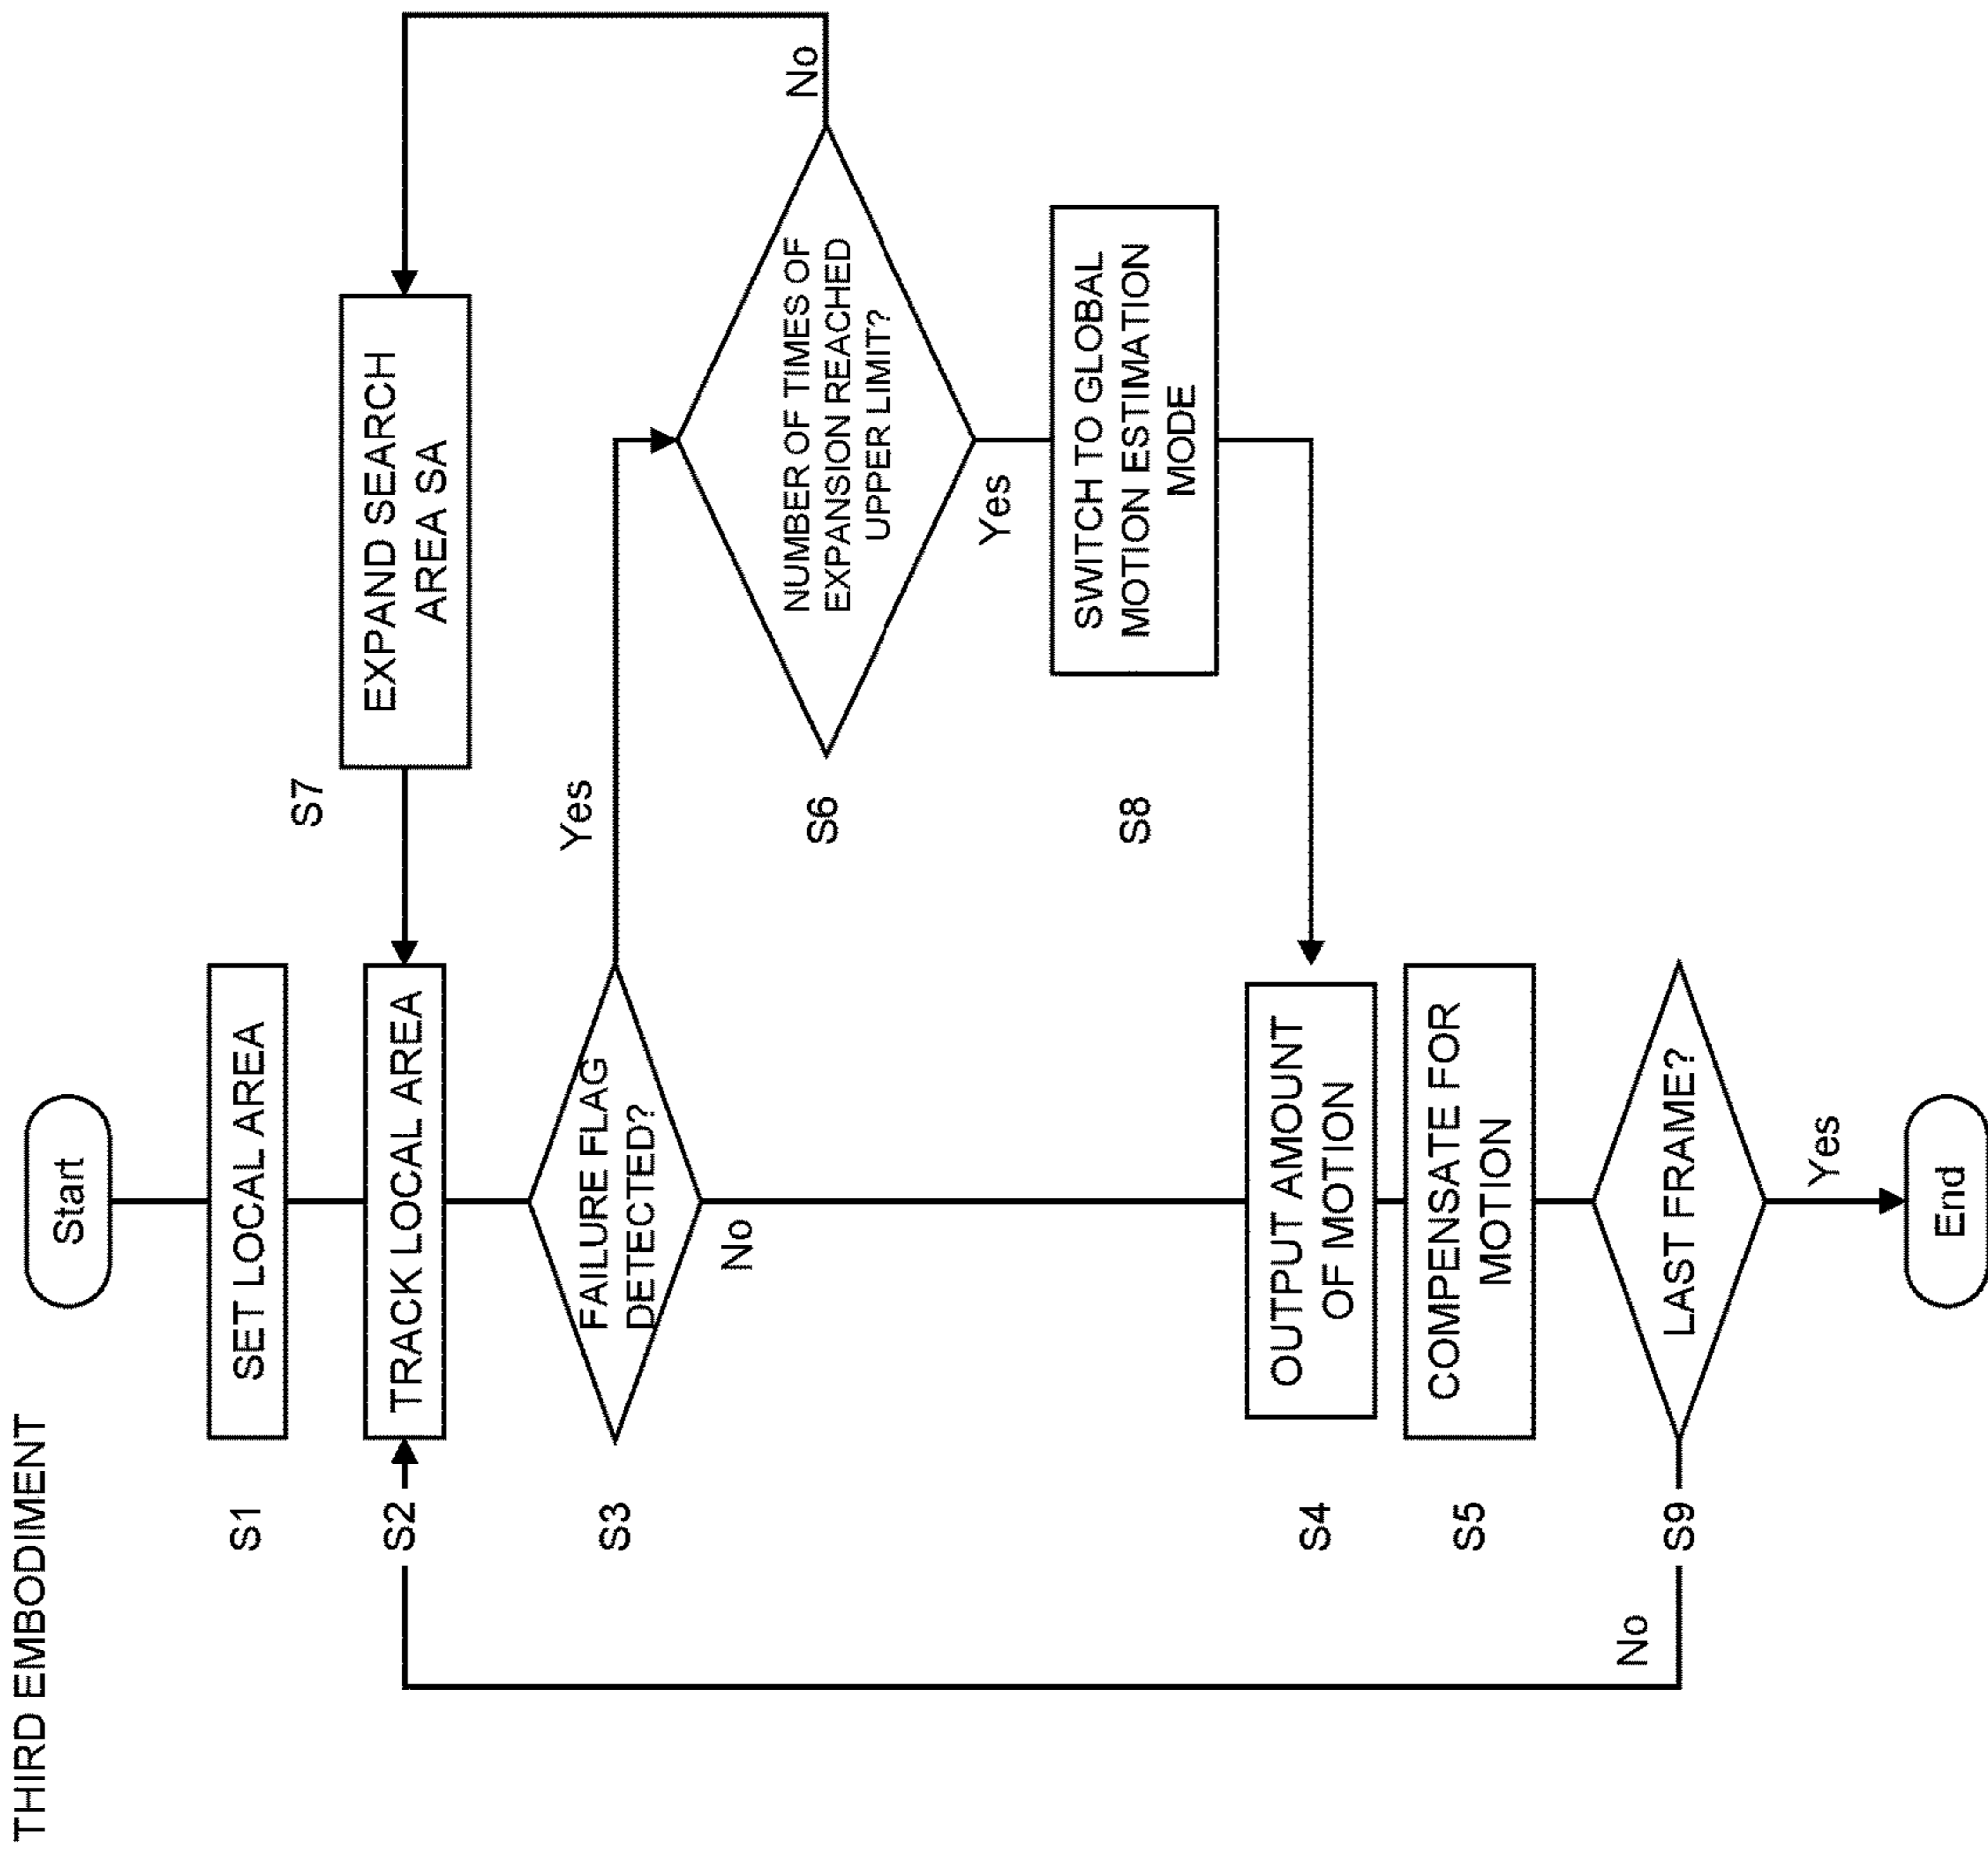 THIRD EMBODIMENT
Start
S1
SET LOCAL AREA
S2
TRACK LOCAL AREA
S7
EXPAND SEARCH
AREA SA
S3
FAILURE FLAG
DETECTED?
Yes
No
S6
NUMBER OF TIMES OF
EXPANSION REACHED
UPPER LIMIT?
No
Yes
S8
SWITCH TO GLOBAL
MOTION ESTIMATION
MODE
S4
OUTPUT AMOUNT
OF MOTION
S5
COMPENSATE FOR
MOTION
S9
LAST FRAME?
No
Yes
End